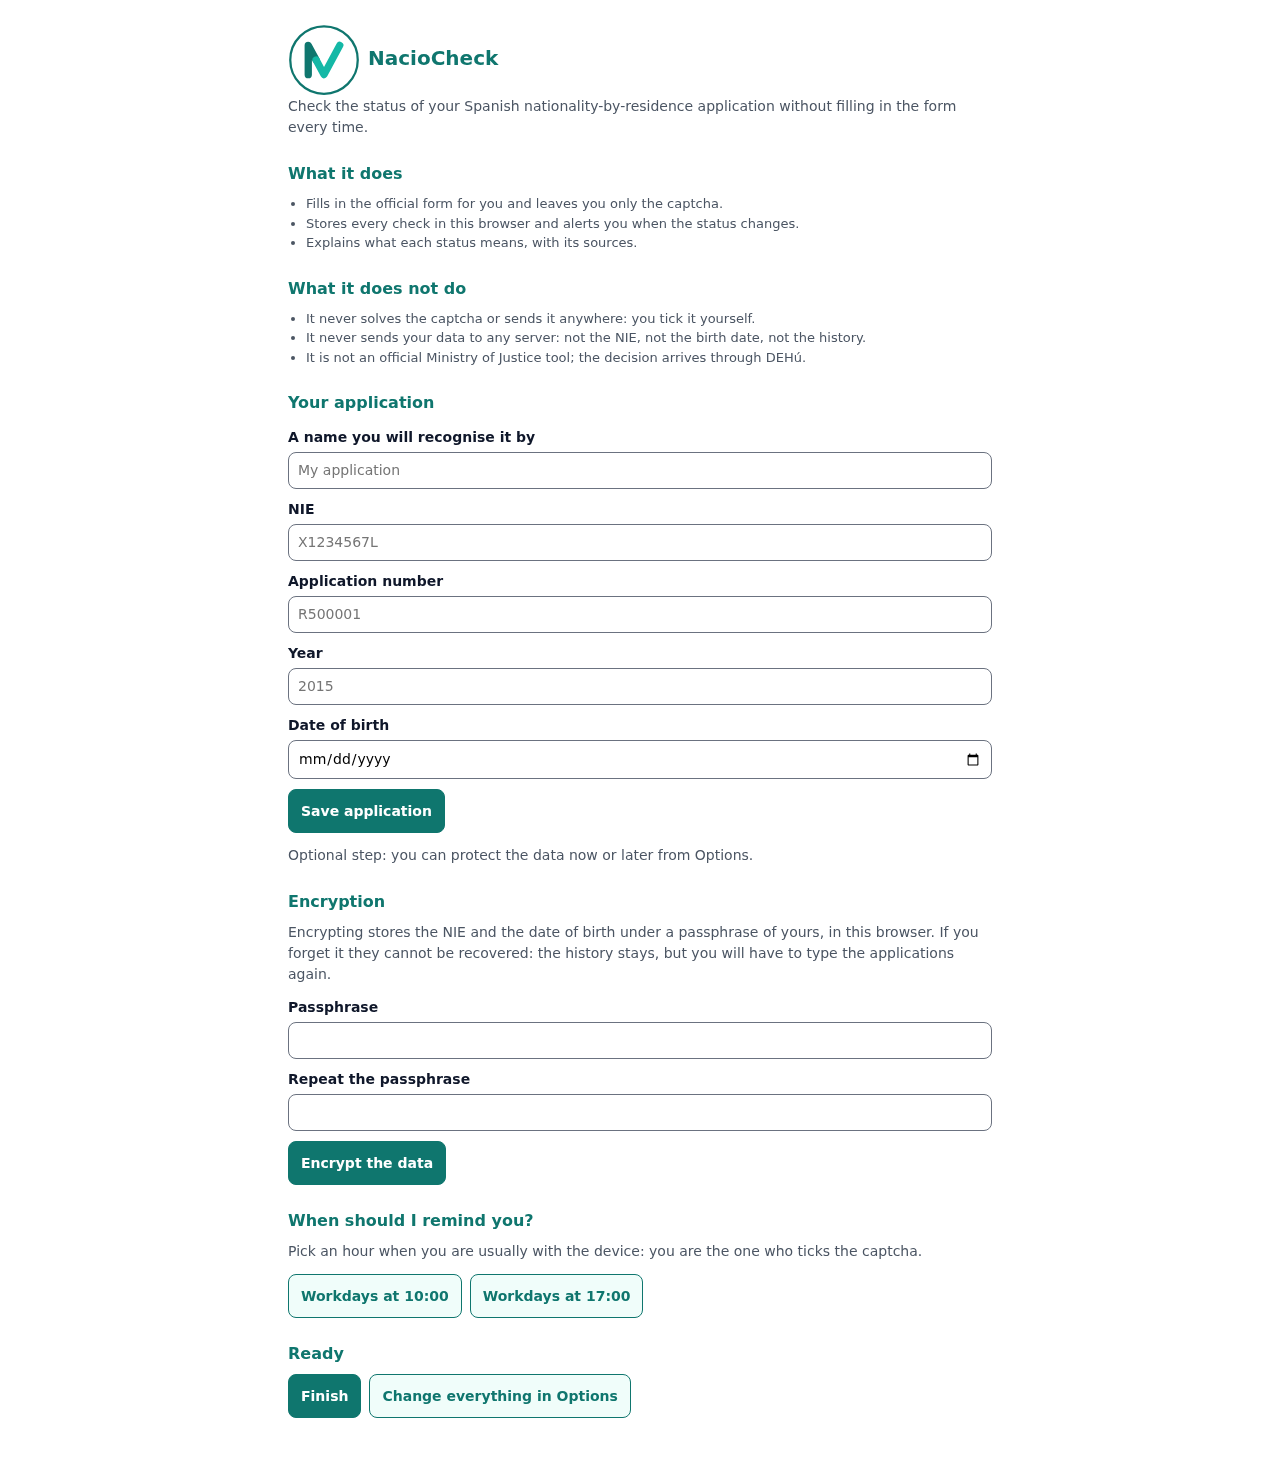 NacioCheck
Check the status of your Spanish nationality-by-residence application without filling in the form
every time.
What it does
• Fills in the official form for you and leaves you only the captcha.
• Stores every check in this browser and alerts you when the status changes.
• Explains what each status means, with its sources.
What it does not do
• It never solves the captcha or sends it anywhere: you tick it yourself.
• It never sends your data to any server: not the NIE, not the birth date, not the history.
• It is not an official Ministry of Justice tool; the decision arrives through DEHú.
Your application
A name you will recognise it by
My application
NIE
X1234567L
Application number
R500001
Year
2015
Date of birth
mm/dd/yyyy
Save application
Optional step: you can protect the data now or later from Options.
Encryption
Encrypting stores the NIE and the date of birth under a passphrase of yours, in this browser. If you
forget it they cannot be recovered: the history stays, but you will have to type the applications
again.
Passphrase
Repeat the passphrase
Encrypt the data
When should I remind you?
Pick an hour when you are usually with the device: you are the one who ticks the captcha.
Workdays at 10:00 Workdays at 17:00
Ready
Finish Change everything in Options